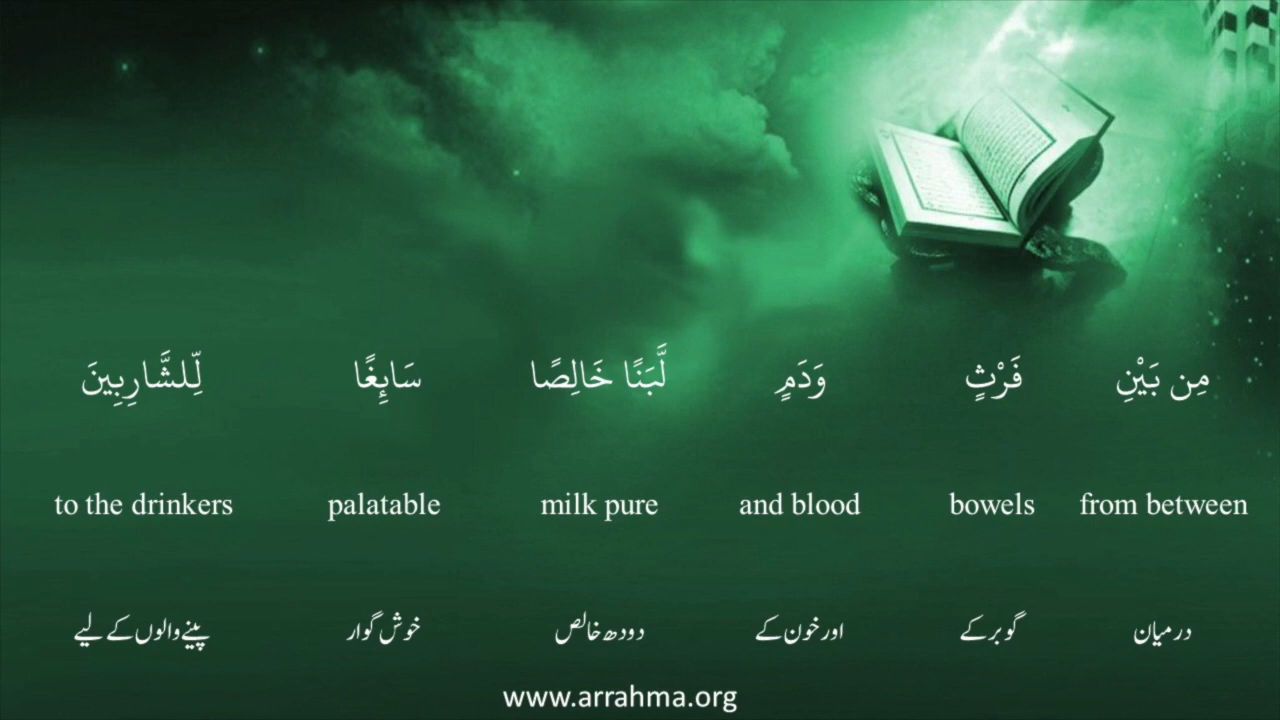 مِن بَيْنِ فَرْثٍ وَدَمٍ لَّبَنًا خَالِصًا سَائِغًا لِّلشَّارِبِينَ
from between bowels and blood milk pure palatable to the drinkers
درمیان گوبر کے اور خون کے دودھ خالص خوش گوار پینے والوں کے لیے
www.arrahma.org